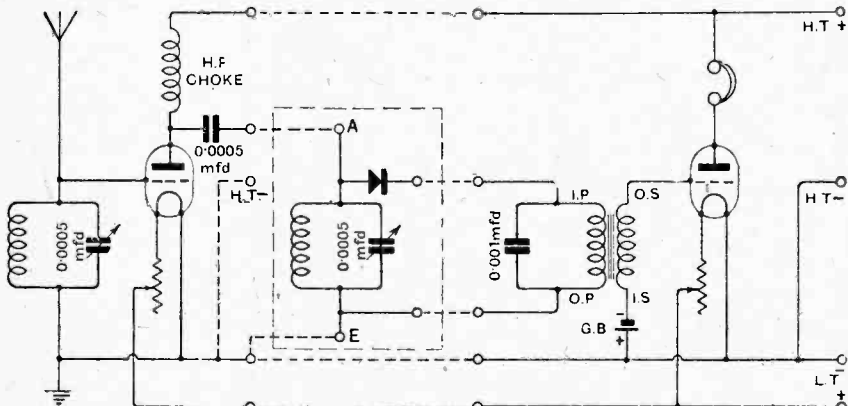 H.T +
H.F
CHOKE
0·0005
mfd
A
H.T-
I.P
O.S
H.T-
0·0005
mfd
0·0005
mfd
0·001mfd
O.P
I.S
G.B
-
+
E
L.T -
+